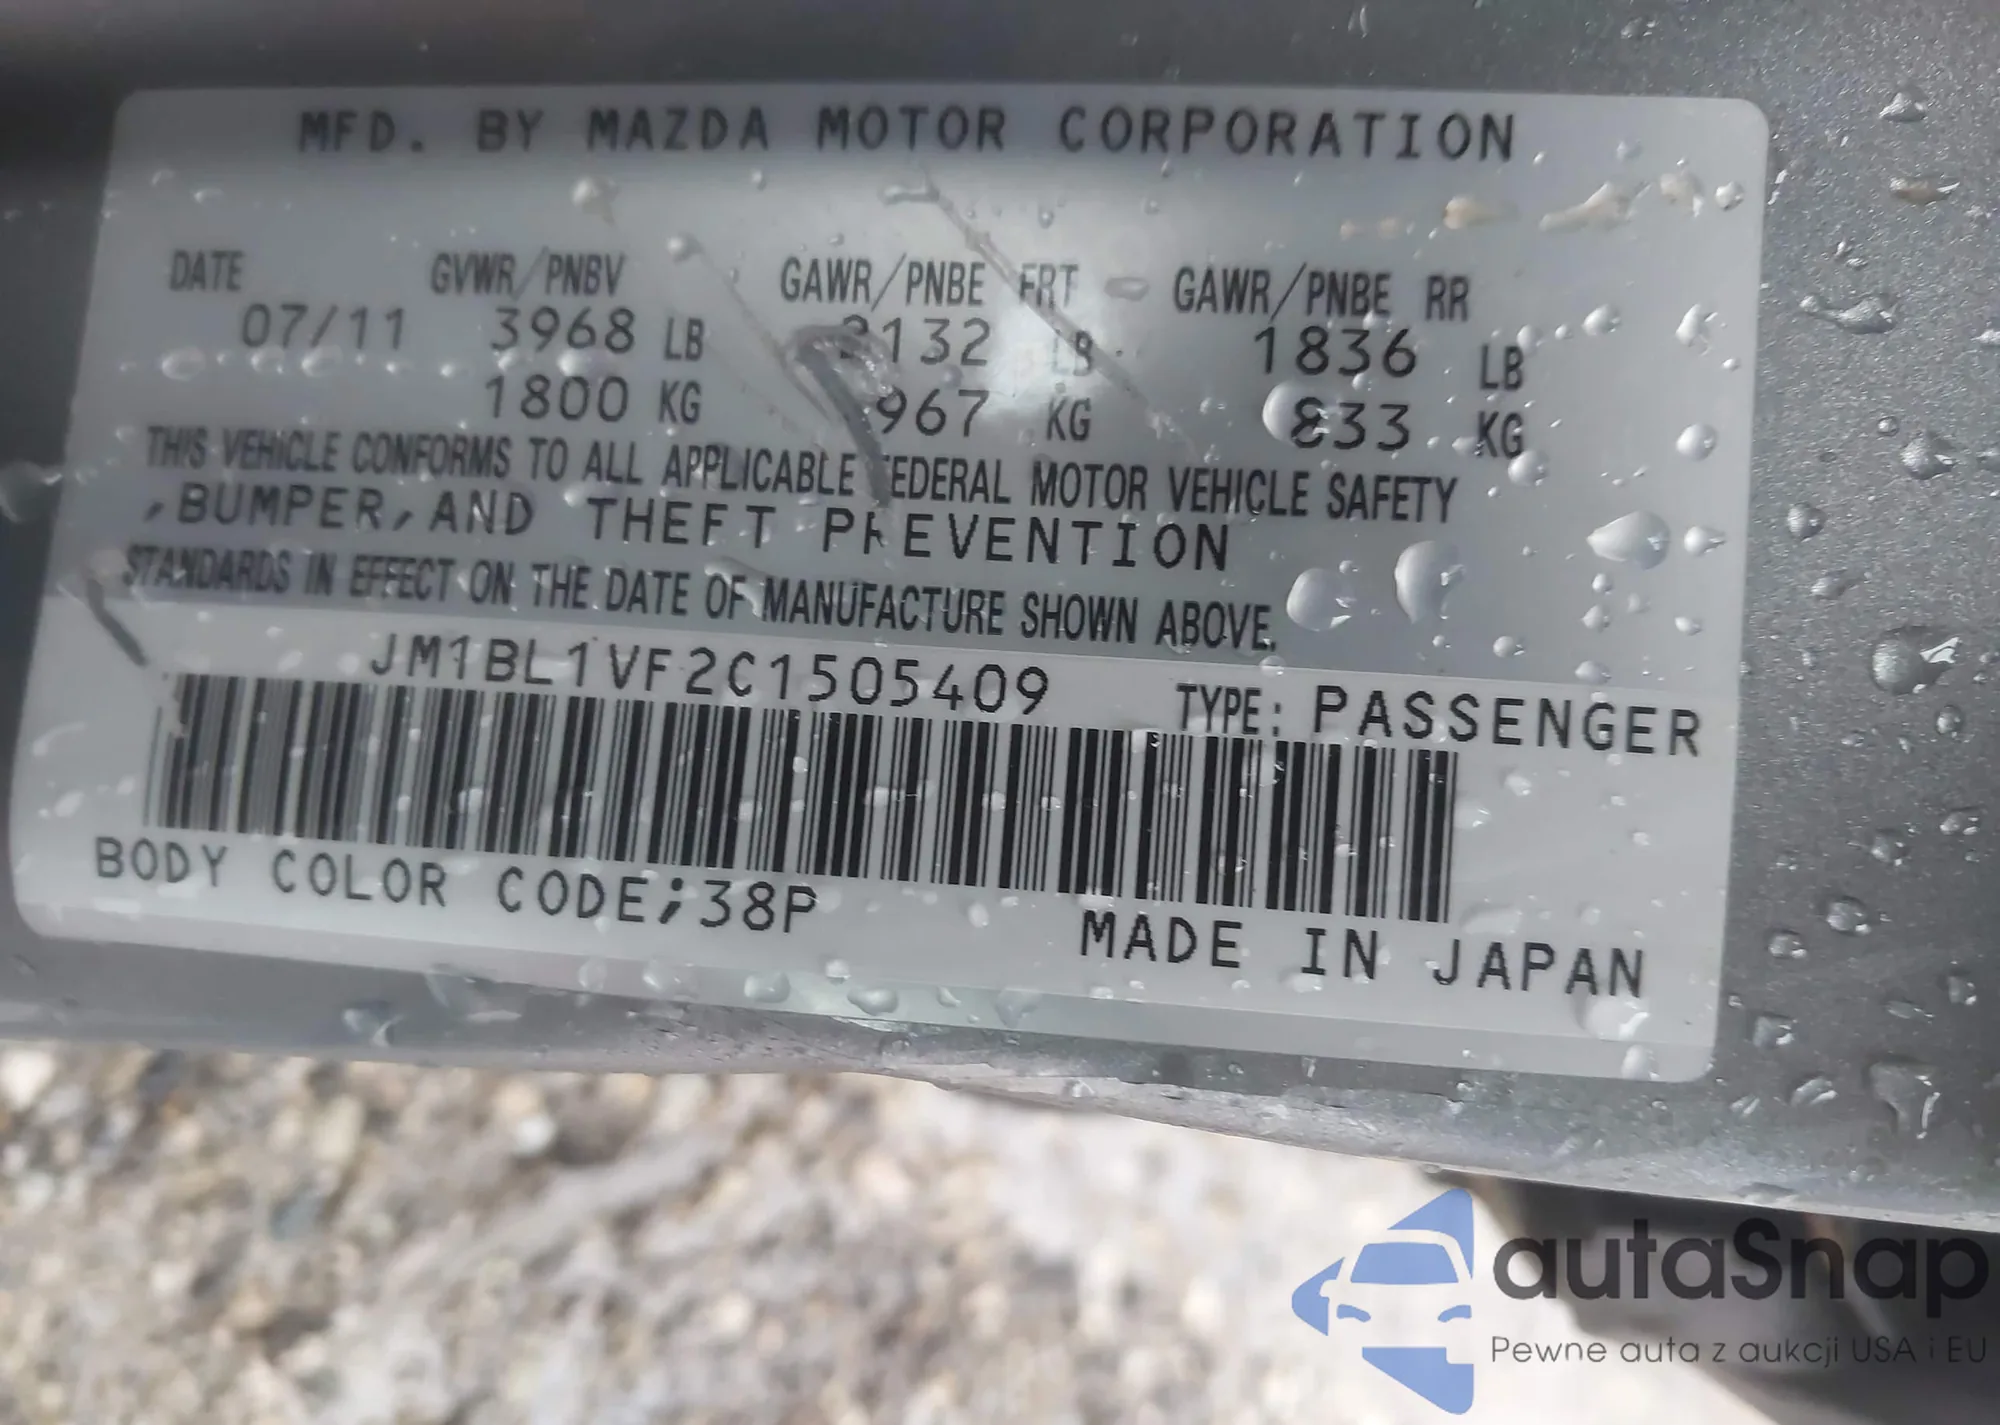 MFD. BY MAZDA MOTOR CORPORATION
DATE GVWR/PNBV GAWR/PNBE FRT GAWR/PNBE RR
07/11 3968 LB 2132 LB 1836 LB
1800 KG 967 KG 833 KG
THIS VEHICLE CONFORMS TO ALL APPLICABLE FEDERAL MOTOR VEHICLE SAFETY
,BUMPER,AND THEFT PREVENTION
STANDARDS IN EFFECT ON THE DATE OF MANUFACTURE SHOWN ABOVE.
JM1BL1VF2C1505409 TYPE: PASSENGER
BODY COLOR CODE;38P
MADE IN JAPAN
autaSnap
Pewne auta z aukcji USA i EU